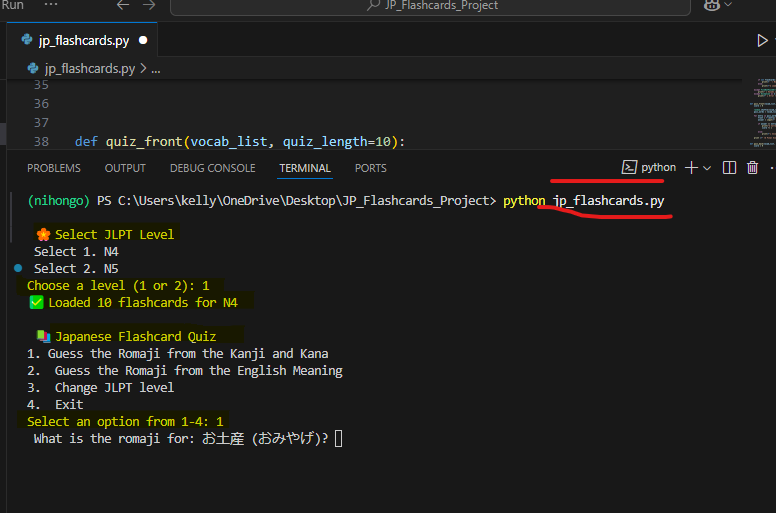 Run ... JP_Flashcards_Project
jp_flashcards.py
jp_flashcards.py > ...
35
36
37
38 def quiz_front(vocab_list, quiz_length=10):
PROBLEMS OUTPUT DEBUG CONSOLE TERMINAL PORTS
python
(nihongo) PS C:\Users\kelly\OneDrive\Desktop\JP_Flashcards_Project> python jp_flashcards.py
🌸 Select JLPT Level
Select 1. N4
Select 2. N5
Choose a level (1 or 2): 1
✅ Loaded 10 flashcards for N4
📚 Japanese Flashcard Quiz
1. Guess the Romaji from the Kanji and Kana
2.  Guess the Romaji from the English Meaning
3.  Change JLPT level
4.  Exit
Select an option from 1-4: 1
What is the romaji for: お土産 (おみやげ)?